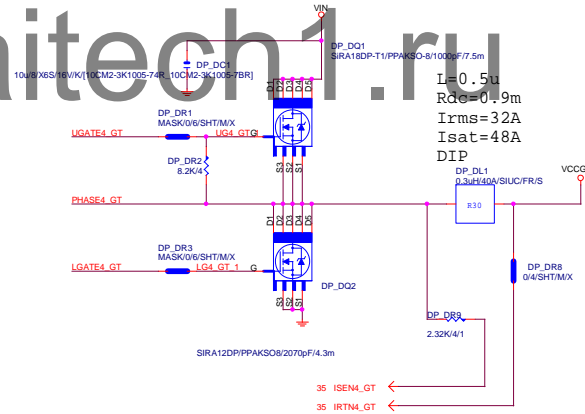 aitech1.ru
VIN
DP_DQ1
SiRA18DP-T1/PPAKSO-8/1000pF/7.5m
DP_DC1
10u/8/X6S/16V/K/[10CM2-3K1005-74R_10CM2-3K1005-7BR]
L=0.5u
Rdc=0.9m
Irms=32A
Isat=48A
DIP
D1
D2
D3
D4
D5
DP_DR1
MASK/0/6/SHT/M/X
UGATE4_GT
UG4_GT
G
DP_DR2
8.2K/4
S3
S2
S1
DP_DL1
0.3uH/40A/SIUC/FR/S
VCCG
R30
PHASE4_GT
D1
D2
D3
D4
D5
DP_DR3
MASK/0/6/SHT/M/X
LGATE4_GT
LG4_GT_1
G
DP_DR8
0/4/SHT/M/X
DP_DQ2
S3
S2
S1
DP_DR9
2.32K/4/1
SIRA12DP/PPAKSO8/2070pF/4.3m
35 ISEN4_GT
35 IRTN4_GT